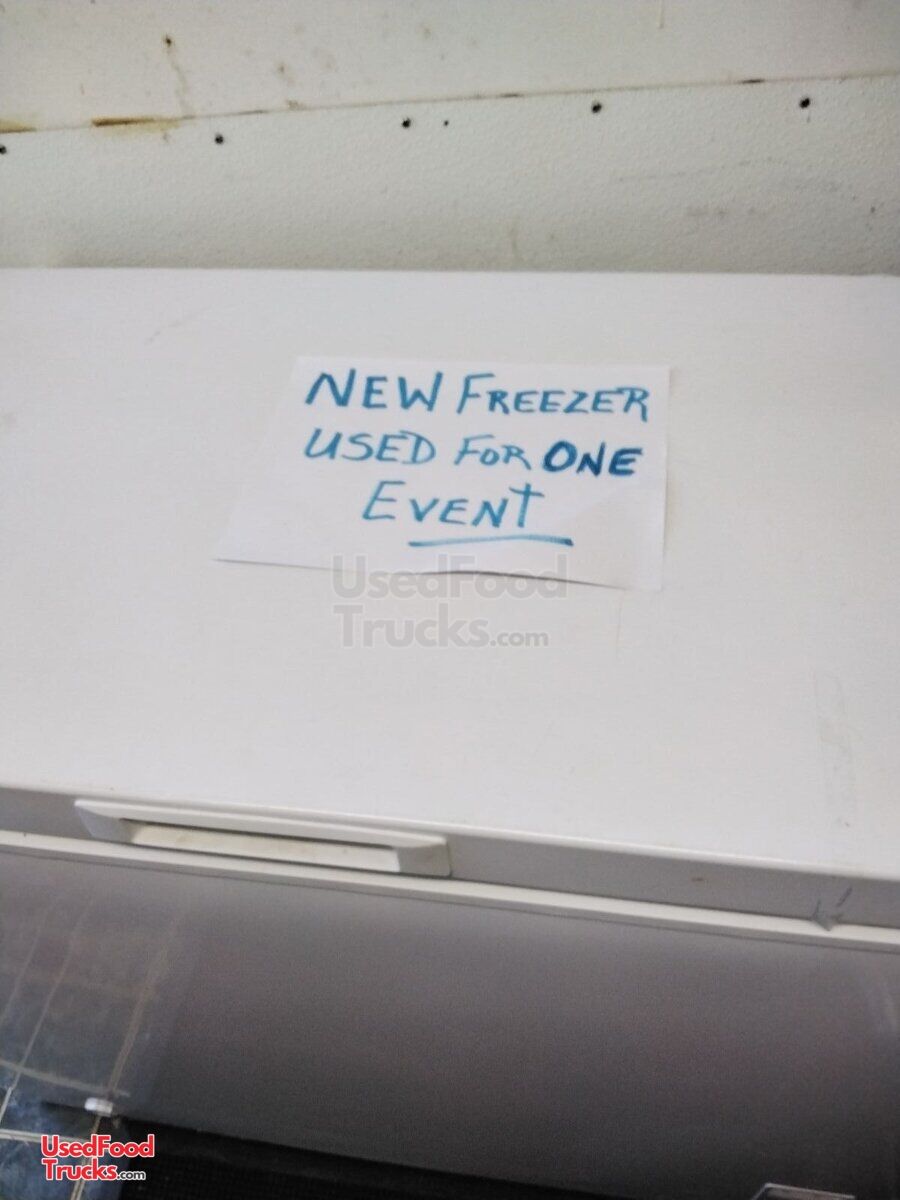 NEW FREEZER
USED FOR ONE
EVENT
UsedFood
Trucks.com
UsedFood
Trucks.com